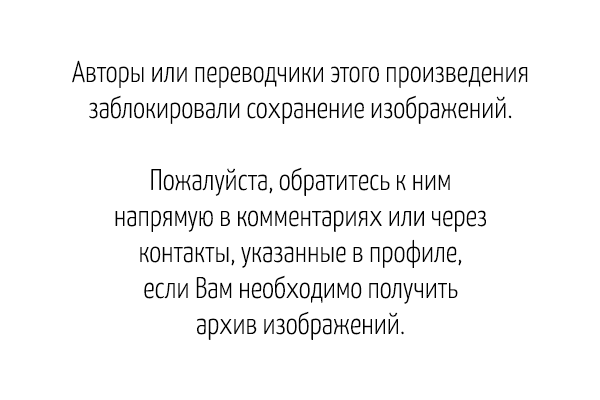 Авторы или переводчики этого произведения
заблокировали сохранение изображений.
Пожалуйста, обратитесь к ним
напрямую в комментариях или через
контакты, указанные в профиле,
если Вам необходимо получить
архив изображений.